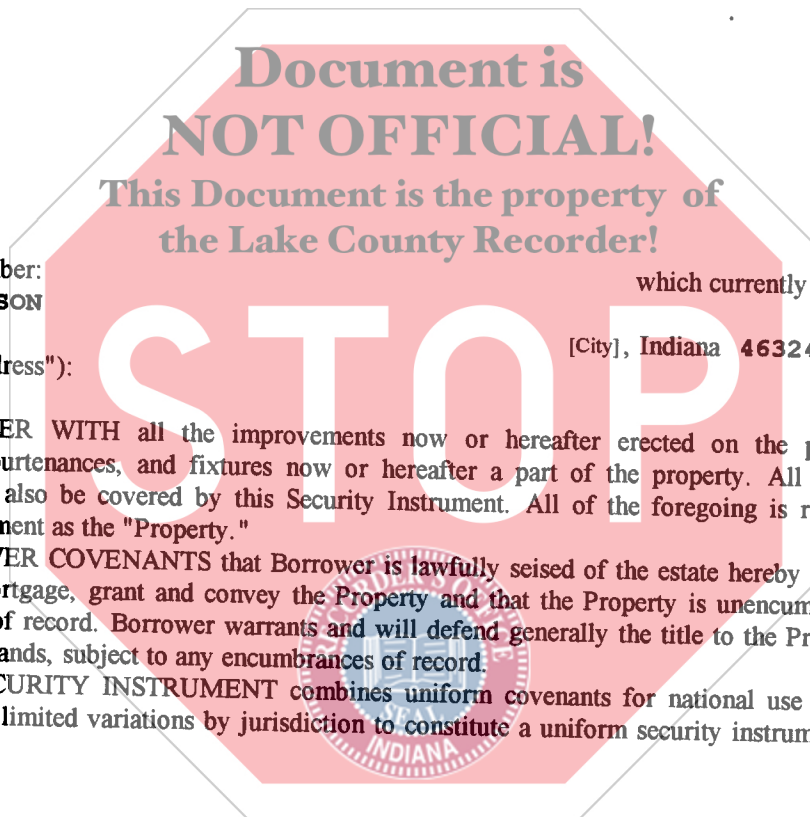 Document is
NOT OFFICIAL!
This Document is the property of
the Lake County Recorder!
ber:
which currently
SON
[City], Indiana 46324
ress"):
STOP
ER WITH all the improvements now or hereafter erected on the
urtenances, and fixtures now or hereafter a part of the property. All
also be covered by this Security Instrument. All of the foregoing is r
ment as the "Property."
ER COVENANTS that Borrower is lawfully seised of the estate hereby
rtgage, grant and convey the Property and that the Property is unencum
of record. Borrower warrants and will defend generally the title to the Pr
ands, subject to any encumbrances of record.
CURITY INSTRUMENT combines uniform covenants for national use
limited variations by jurisdiction to constitute a uniform security instrum
RECORDER'S OFFICE
SEAL
INDIANA